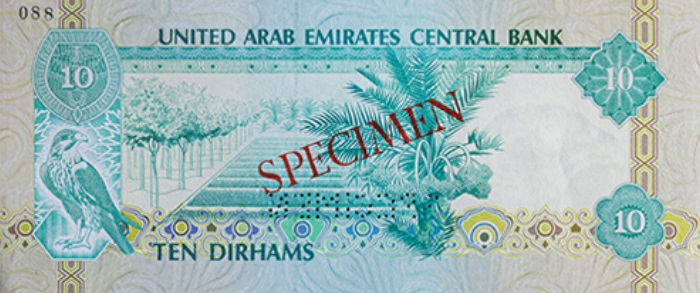 088
UNITED ARAB EMIRATES CENTRAL BANK
10
10
SPECIMEN
10
TEN DIRHAMS